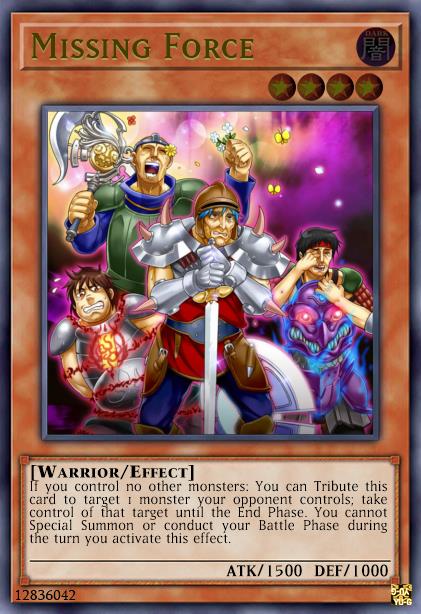 Missing Force
DARK
闇
[Warrior/Effect]
If you control no other monsters: You can Tribute this
card to target 1 monster your opponent controls; take
control of that target until the End Phase. You cannot
Special Summon or conduct your Battle Phase during
the turn you activate this effect.
ATK/1500 DEF/1000
12836042